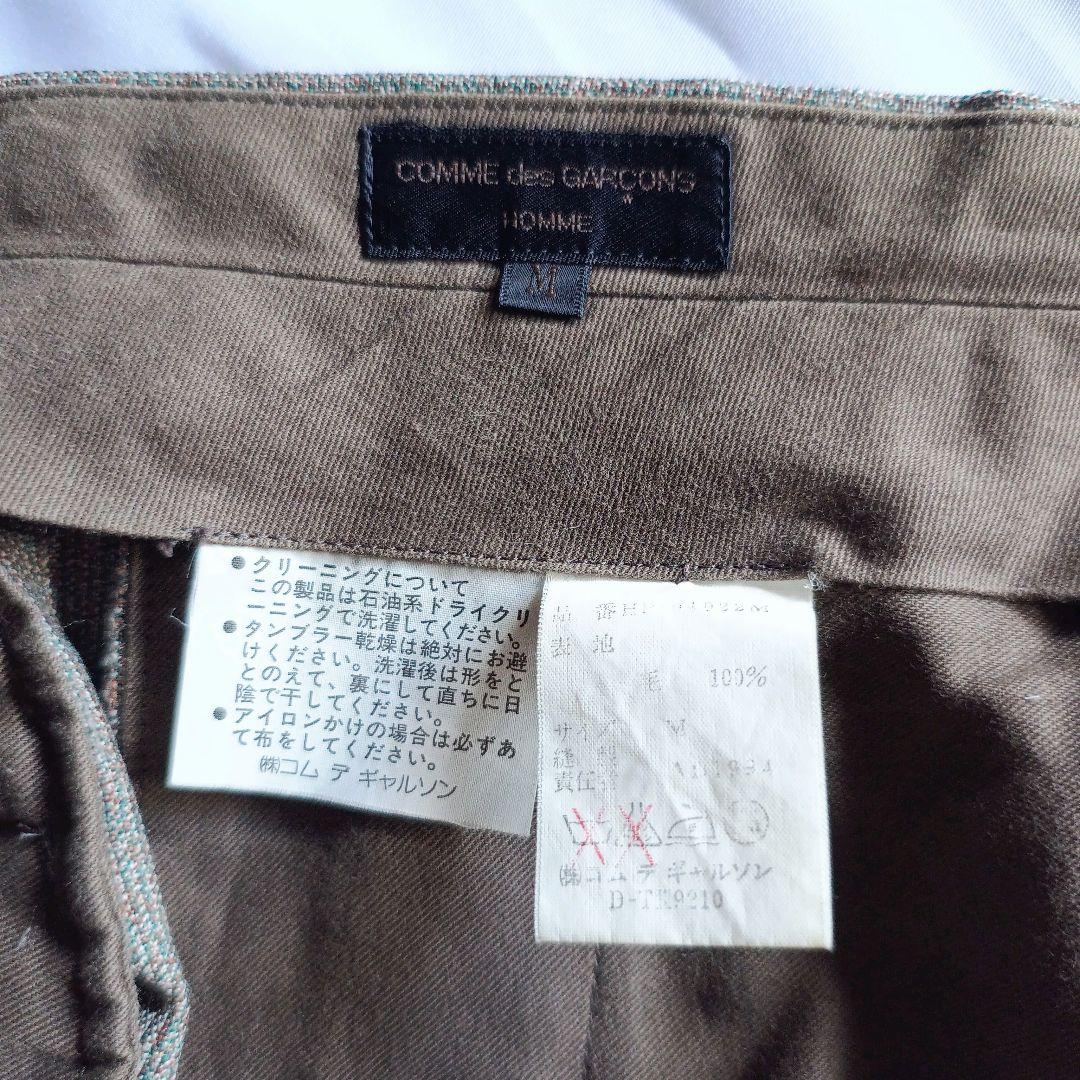 COMME des GARÇONS
HOMME
M
●クリーニングについて
この製品は石油系ドライクリ
ーニングで洗濯してください。
●タンブラー乾燥は絶対にお避
けください。洗濯後は形をと
とのえて、裏にして直ちに日
陰で干してください。
●アイロンかけの場合は必ずあ
て布をしてください。
㈱コム デ ギャルソン
品 番
表 地
毛 100%
サイズ M
縫 製
責任 AD1994
㈱コム デ ギャルソン
D-TH9210